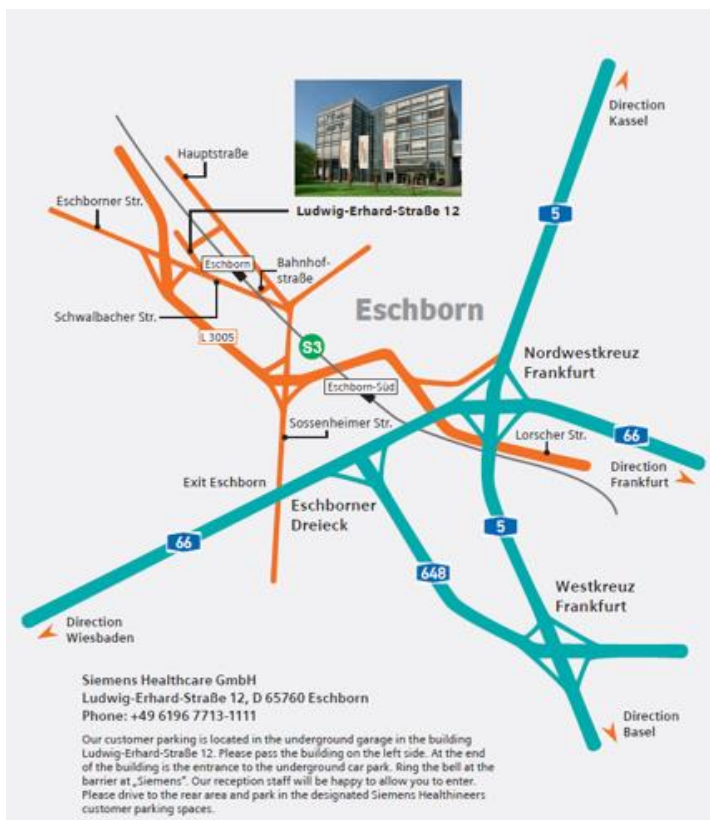 Direction
Kassel
Hauptstraße
5
Eschborner Str.
Ludwig-Erhard-Straße 12
Eschborn
Bahnhof-
straße
Eschborn
Schwalbacher Str.
L 3005
S3
Nordwestkreuz
Frankfurt
Eschborn-Süd
Sossenheimer Str.
Lorscher Str.
66
Direction
Frankfurt
Exit Eschborn
Eschborner
Dreieck
5
66
648
Westkreuz
Frankfurt
Direction
Wiesbaden
Siemens Healthcare GmbH
Ludwig-Erhard-Straße 12, D 65760 Eschborn
Phone: +49 6196 7713-1111
Direction
Basel
Our customer parking is located in the underground garage in the building
Ludwig-Erhard-Straße 12. Please pass the building on the left side. At the end
of the building is the entrance to the underground car park. Ring the bell at the
barrier at „Siemens“. Our reception staff will be happy to allow you to enter.
Please drive to the rear area and park in the designated Siemens Healthineers
customer parking spaces.